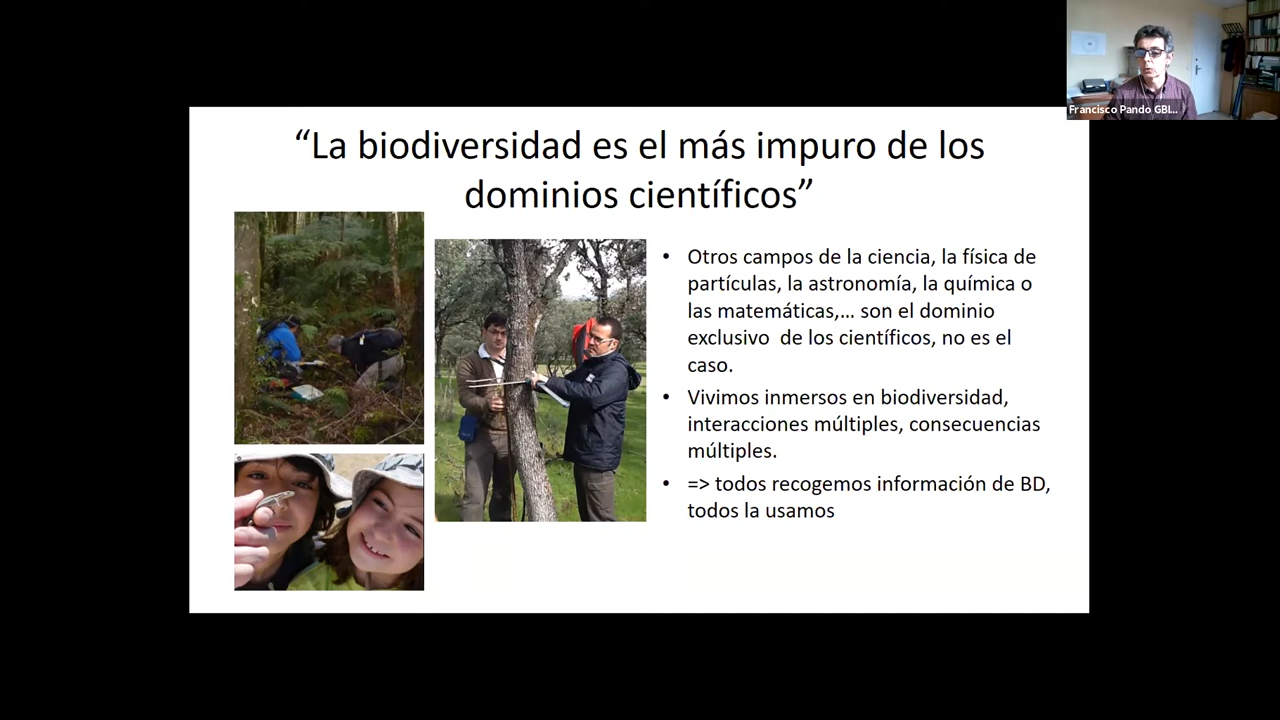 Francisco Pando GBI...
“La biodiversidad es el más impuro de los
dominios científicos”
• Otros campos de la ciencia, la física de
partículas, la astronomía, la química o
las matemáticas,... son el dominio
exclusivo de los científicos, no es el
caso.
• Vivimos inmersos en biodiversidad,
interacciones múltiples, consecuencias
múltiples.
• => todos recogemos información de BD,
todos la usamos